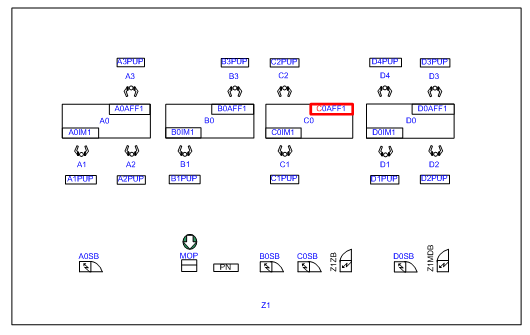 A3PUP B3PUP C2PUP D4PUP D3PUP
A3 B3 C2 D4 D3
A0AFF1 B0AFF1 C0AFF1 D0AFF1
A0 B0 C0 D0
A0IM1 B0IM1 C0IM1 D0IM1
A1 A2 B1 C1 D1 D2
A1PUP A2PUP B1PUP C1PUP D1PUP D2PUP
A0SB MOP B0SB C0SB Z1ZB D0SB Z1MDB
PN
Z1